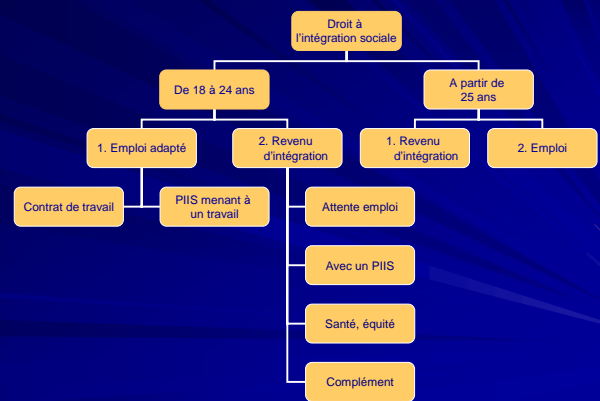 Droit à
l'intégration sociale
De 18 à 24 ans
A partir de
25 ans
1. Emploi adapté
2. Revenu
d'intégration
1. Revenu
d'intégration
2. Emploi
Contrat de travail
PIIS menant à
un travail
Attente emploi
Avec un PIIS
Santé, équité
Complément